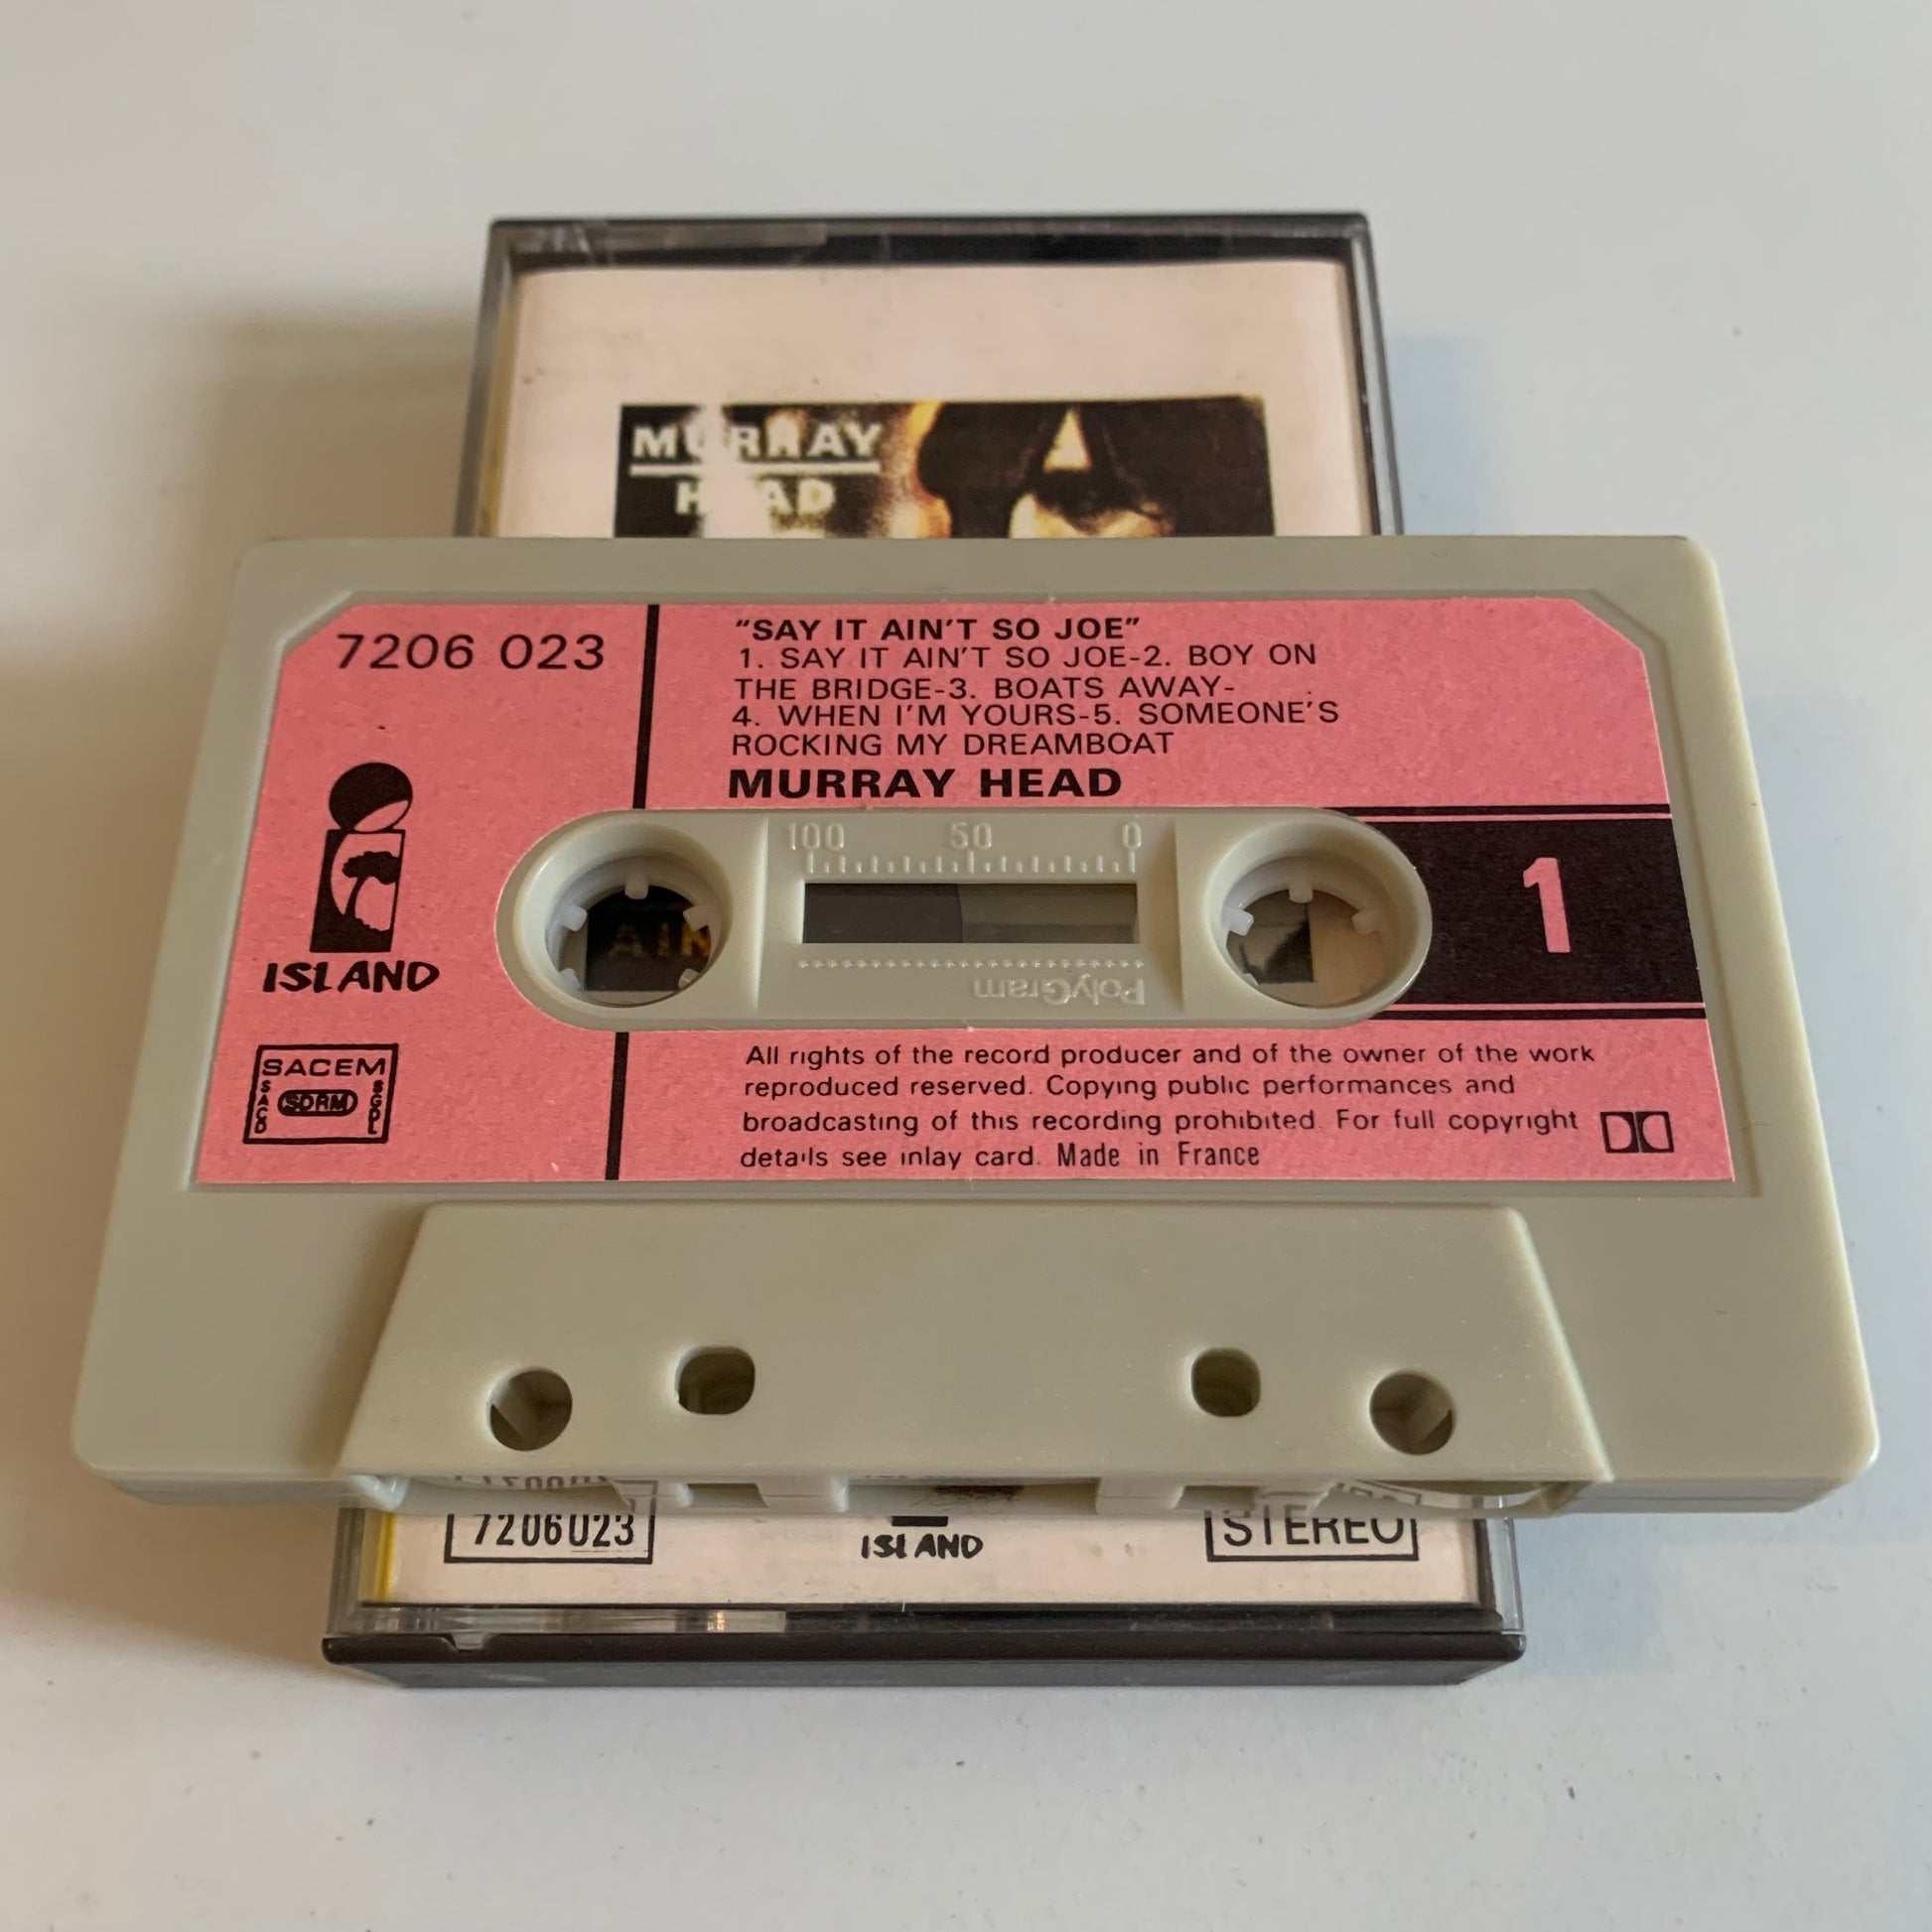 MURRAY
HEAD
7206 023
"SAY IT AIN'T SO JOE"
1. SAY IT AIN'T SO JOE-2. BOY ON
THE BRIDGE-3. BOATS AWAY-
4. WHEN I'M YOURS-5. SOMEONE'S
ROCKING MY DREAMBOAT
MURRAY HEAD
100 50 0
AIN
PolyGram
1
ISLAND
SACEM
SACD
SDRM
SGDL
All rights of the record producer and of the owner of the work
reproduced reserved. Copying public performances and
broadcasting of this recording prohibited. For full copyright
details see inlay card. Made in France
7206023
ISLAND
STEREO